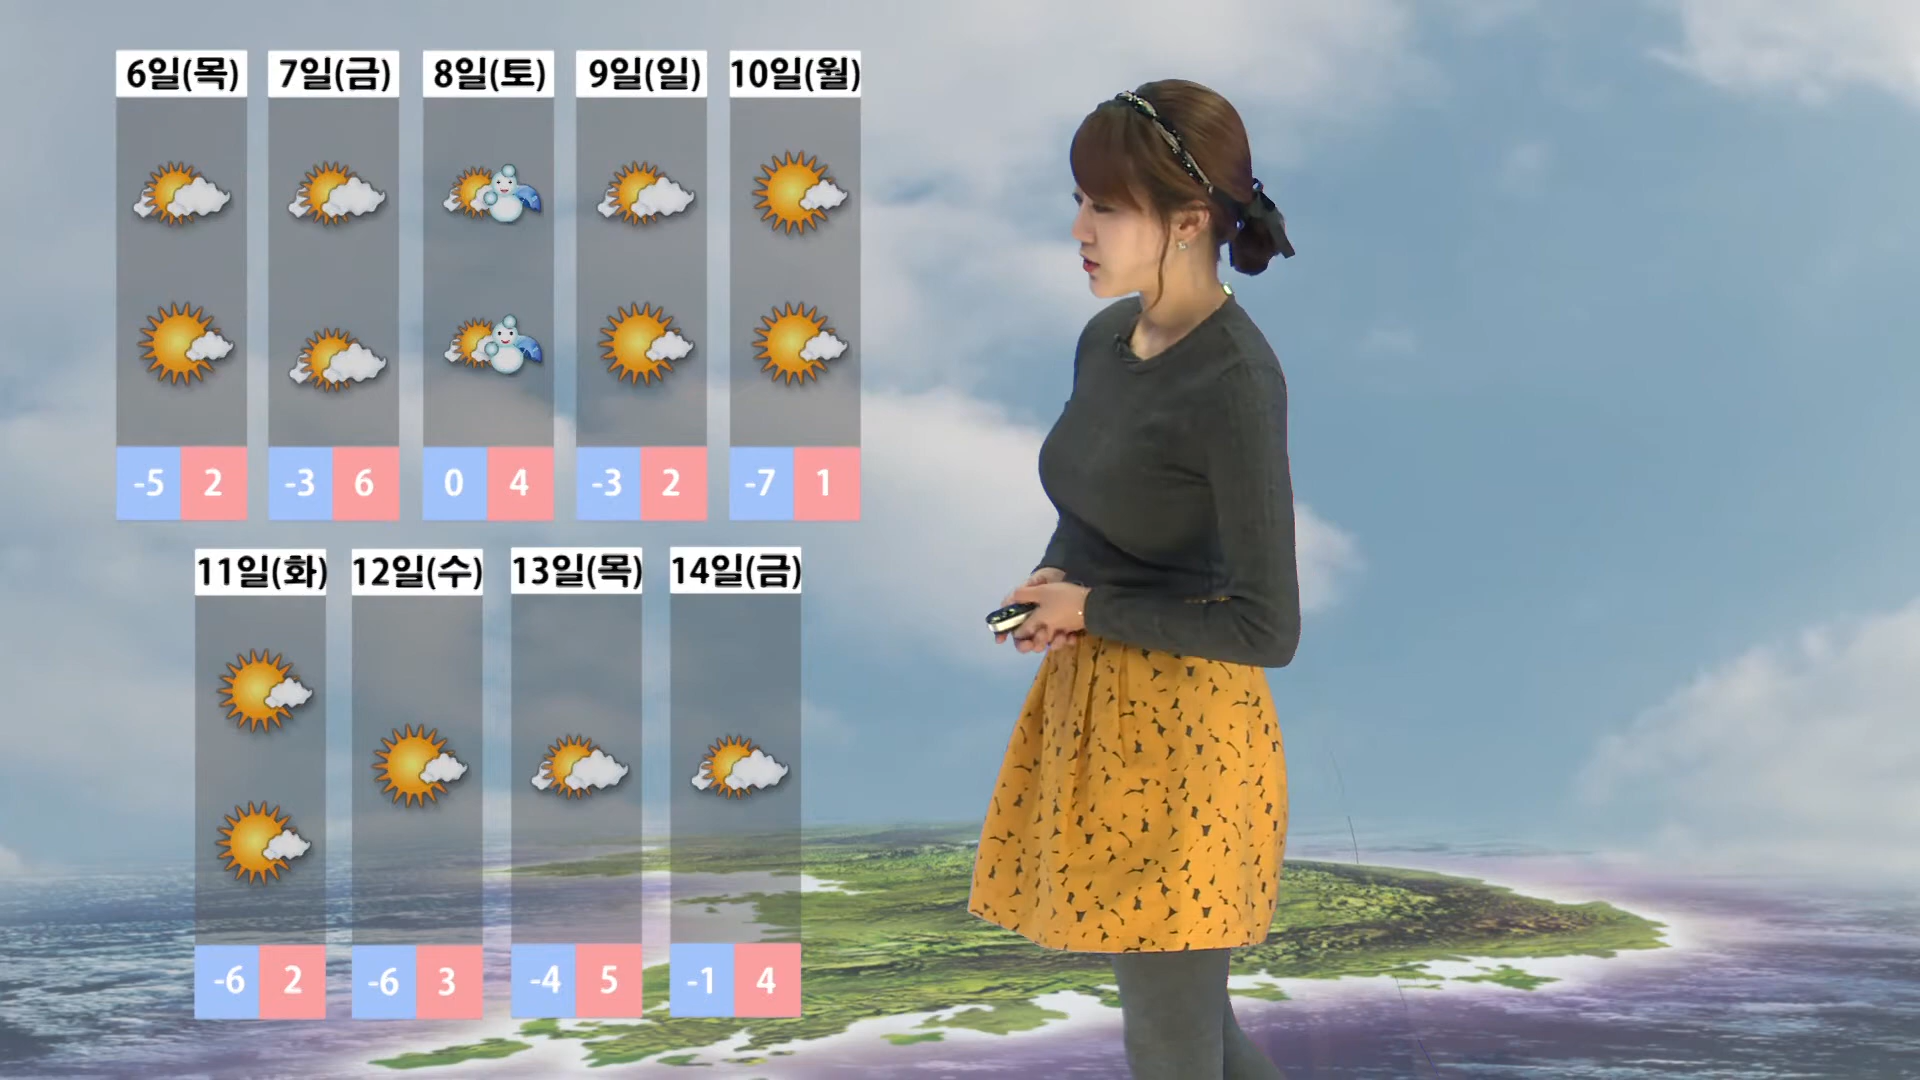 6일(목) 7일(금) 8일(토) 9일(일) 10일(월)
-5 2 -3 6 0 4 -3 2 -7 1
11일(화) 12일(수) 13일(목) 14일(금)
-6 2 -6 3 -4 5 -1 4